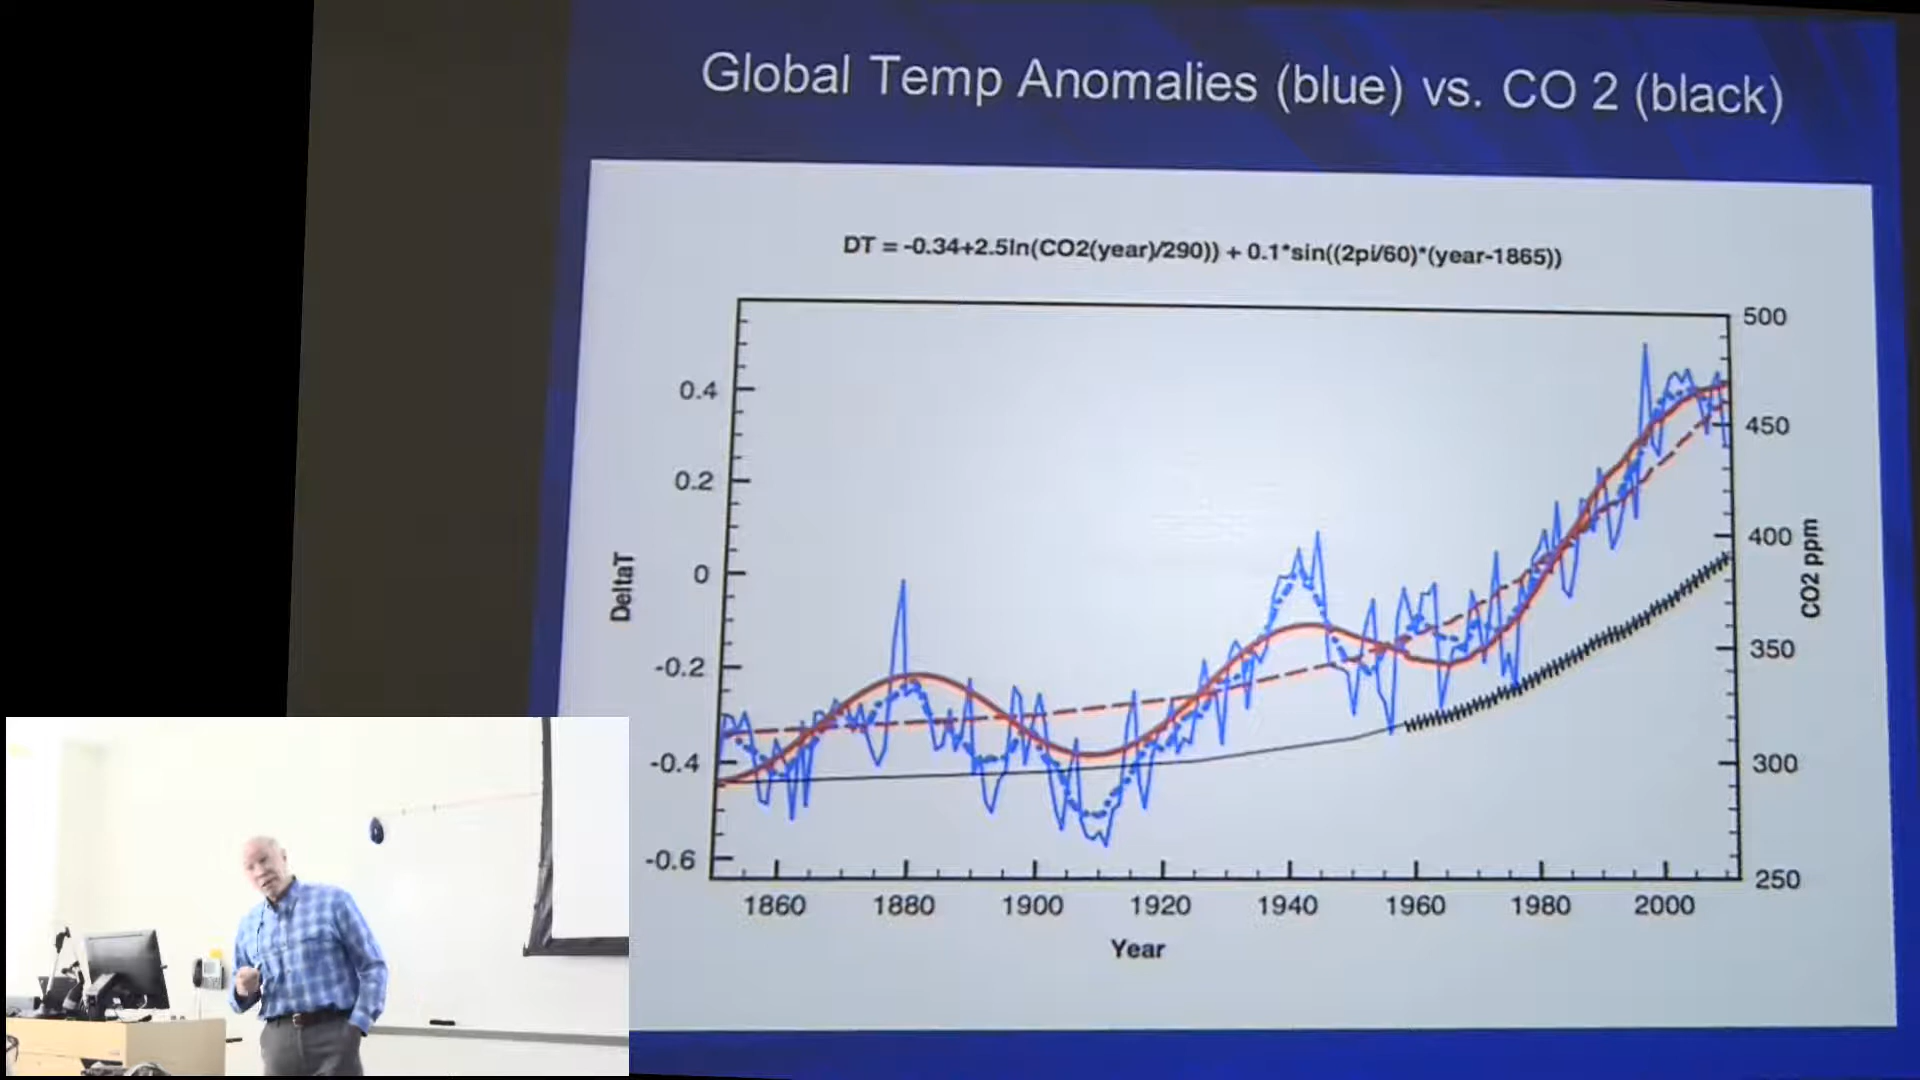 Global Temp Anomalies (blue) vs. CO 2 (black)
DT = -0.34+2.5ln(CO2(year)/290)) + 0.1*sin((2pi/60)*(year-1865))
0.4
0.2
0
-0.2
-0.4
-0.6
DeltaT
500
450
400
350
300
250
CO2 ppm
1860 1880 1900 1920 1940 1960 1980 2000
Year